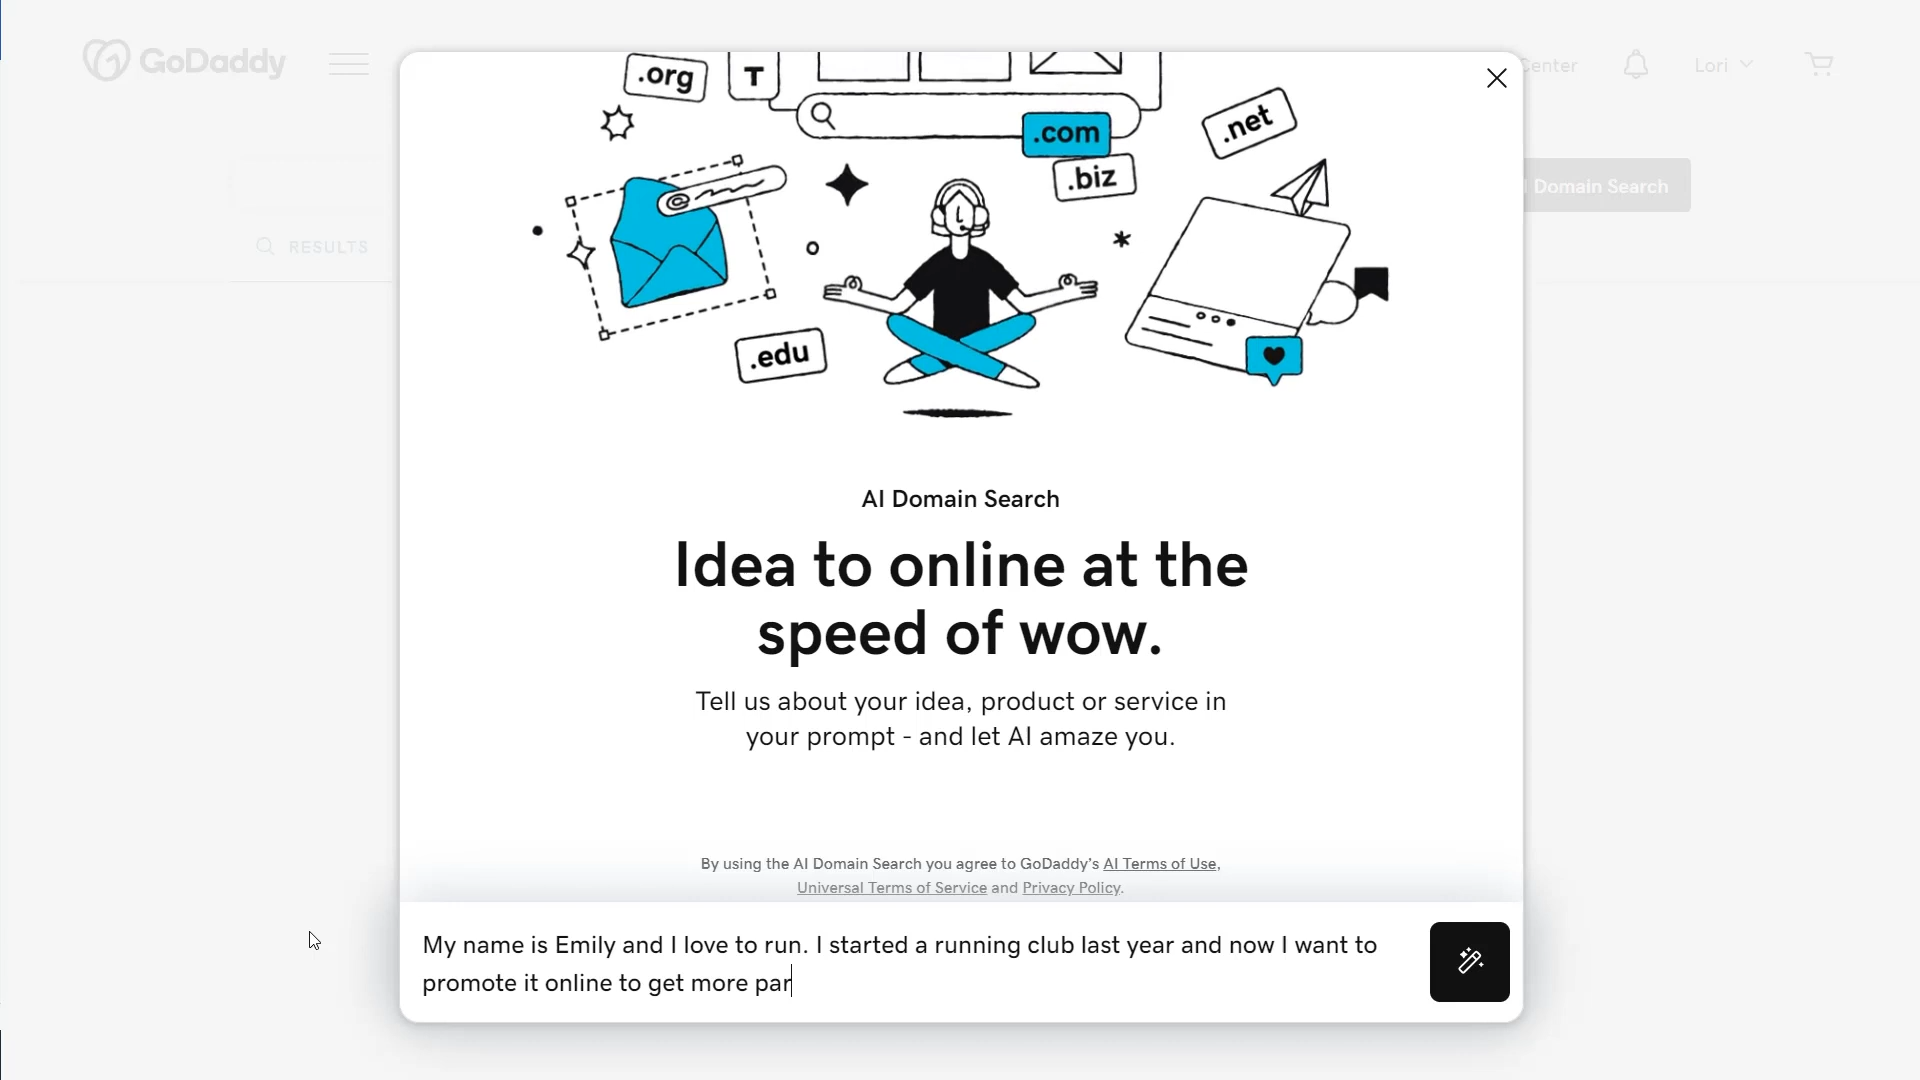 GoDaddy
Center
Lori
.org
T
.com
.net
.biz
@
.edu
Domain Search
RESULTS
AI Domain Search
Idea to online at the
speed of wow.
Tell us about your idea, product or service in
your prompt - and let AI amaze you.
By using the AI Domain Search you agree to GoDaddy's AI Terms of Use,
Universal Terms of Service and Privacy Policy.
My name is Emily and I love to run. I started a running club last year and now I want to
promote it online to get more par